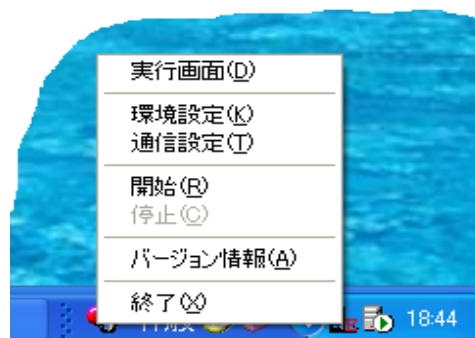 実行画面(D)
環境設定(K)
通信設定(T)
開始(R)
停止(C)
バージョン情報(A)
終了(X)
18:44